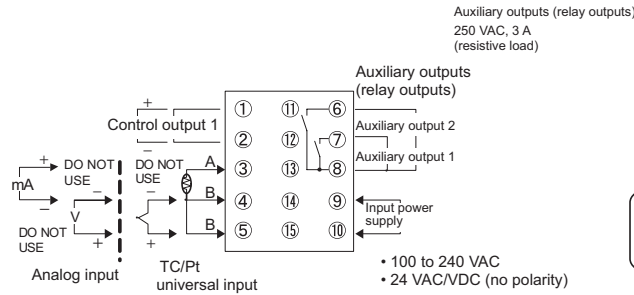 Auxiliary outputs (relay outputs)
250 VAC, 3 A
(resistive load)
Auxiliary outputs
(relay outputs)
+
Control output 1
−
① ⑪ ⑥
② ⑫ ⑦
③ ⑬ ⑧
④ ⑭ ⑨
⑤ ⑮ ⑩
Auxiliary output 2
Auxiliary output 1
Input power
supply
+ DO NOT
USE
mA
−
−
V
DO NOT
USE
+
DO NOT
USE
−
+
A
B
B
Analog input
TC/Pt
universal input
• 100 to 240 VAC
• 24 VAC/VDC (no polarity)